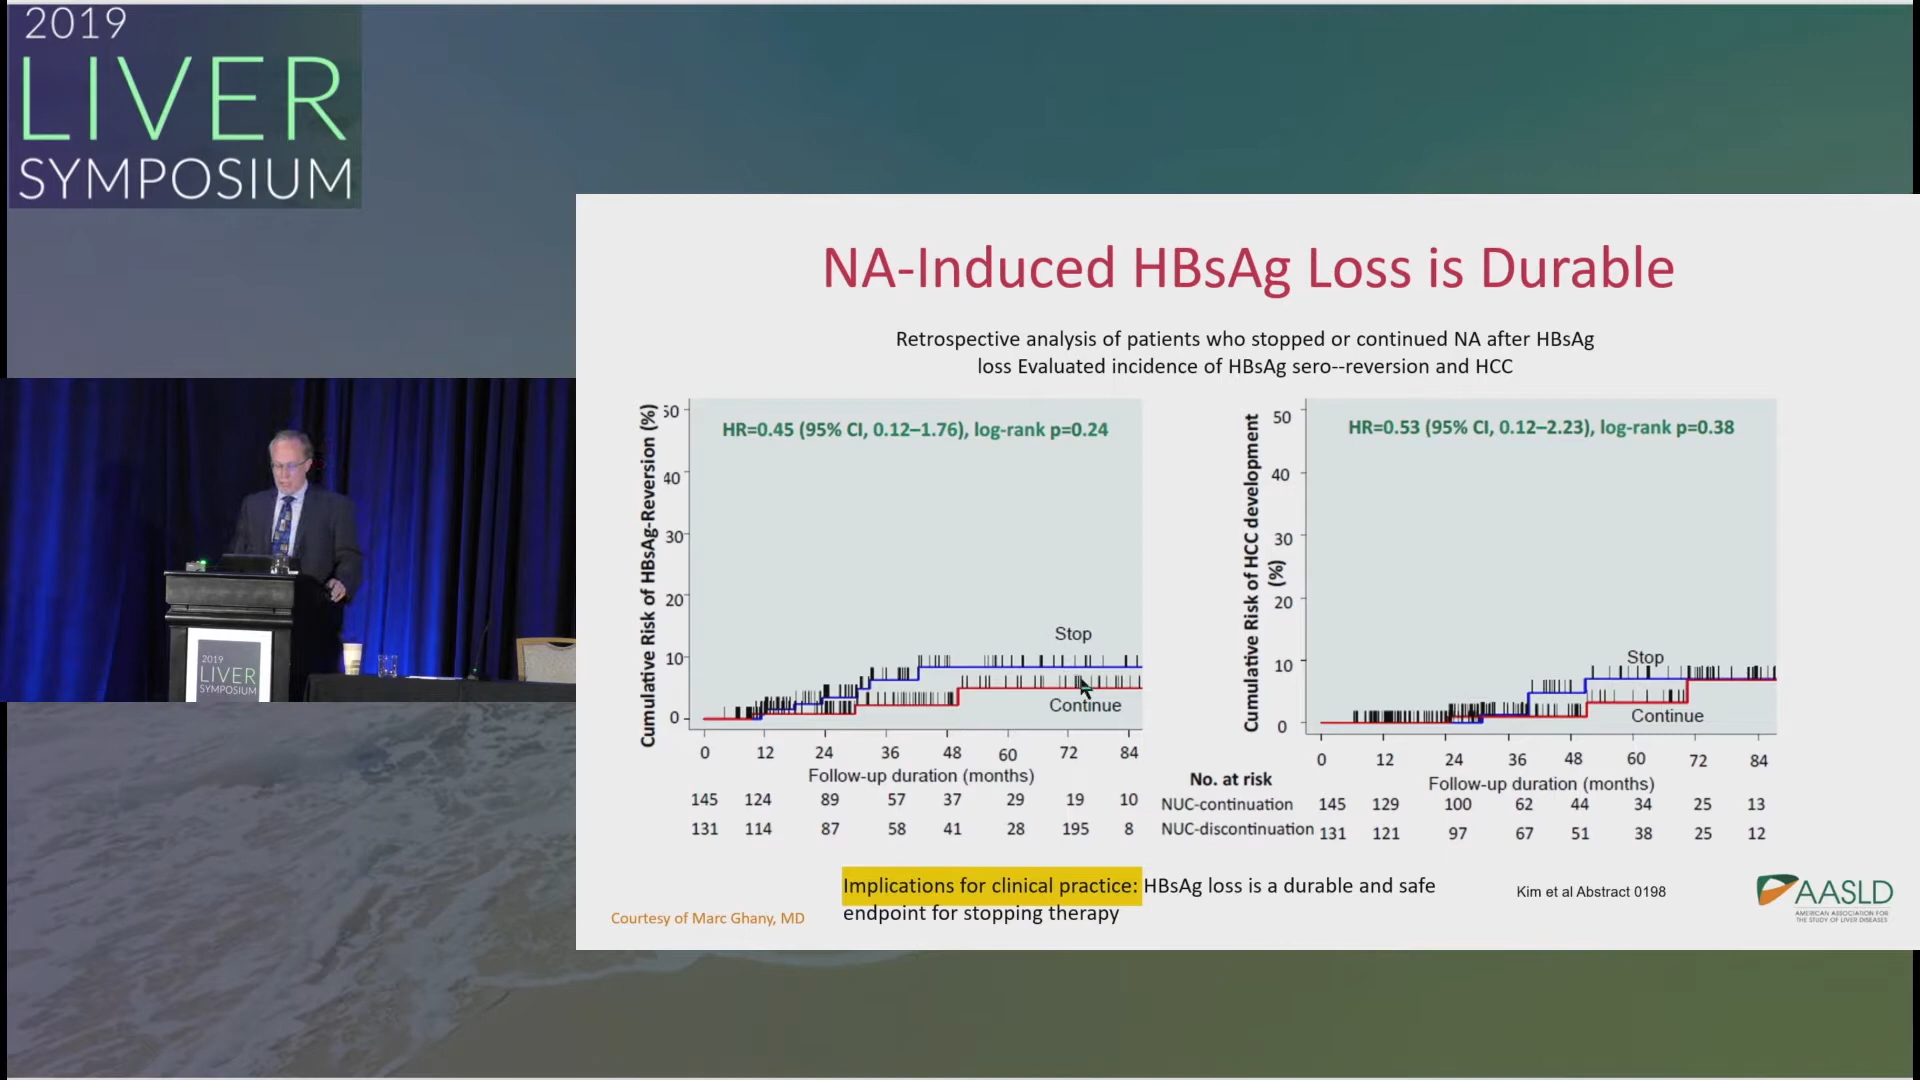 2019
LIVER
SYMPOSIUM
NA-Induced HBsAg Loss is Durable
Retrospective analysis of patients who stopped or continued NA after HBsAg
loss Evaluated incidence of HBsAg sero--reversion and HCC
Cumulative Risk of HBsAg-Reversion (%)
50
40
30
20
10
0
HR=0.45 (95% CI, 0.12–1.76), log-rank p=0.24
Stop
Continue
0 12 24 36 48 60 72 84
Follow-up duration (months)
145 124 89 57 37 29 19 10
131 114 87 58 41 28 195 8
Cumulative Risk of HCC development
(%)
50
40
30
20
10
0
HR=0.53 (95% CI, 0.12–2.23), log-rank p=0.38
Stop
Continue
0 12 24 36 48 60 72 84
Follow-up duration (months)
No. at risk
NUC-continuation 145 129 100 62 44 34 25 13
NUC-discontinuation 131 121 97 67 51 38 25 12
Implications for clinical practice: HBsAg loss is a durable and safe
endpoint for stopping therapy
Kim et al Abstract 0198
Courtesy of Marc Ghany, MD
AASLD
AMERICAN ASSOCIATION FOR
THE STUDY OF LIVER DISEASES
2019
LIVER
SYMPOSIUM